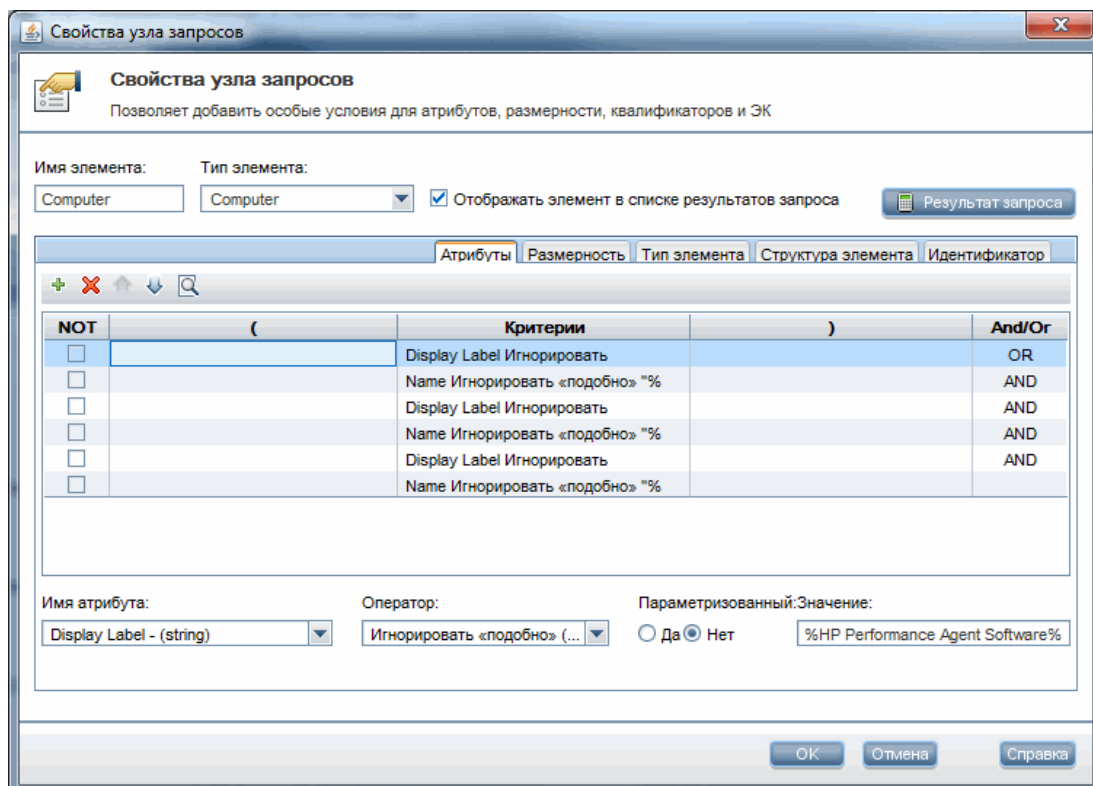 Свойства узла запросов
Свойства узла запросов
Позволяет добавить особые условия для атрибутов, размерности, квалификаторов и ЭК
Имя элемента: Тип элемента:
Computer Computer Отображать элемент в списке результатов запроса Результат запроса
Атрибуты Размерность Тип элемента Структура элемента Идентификатор
NOT ( Критерии ) And/Or
Display Label Игнорировать OR
Name Игнорировать «подобно» "% AND
Display Label Игнорировать AND
Name Игнорировать «подобно» "% AND
Display Label Игнорировать AND
Name Игнорировать «подобно» "%
Имя атрибута: Оператор: Параметризованный: Значение:
Display Label - (string) Игнорировать «подобно» (... Да Нет %HP Performance Agent Software%
OK Отмена Справка